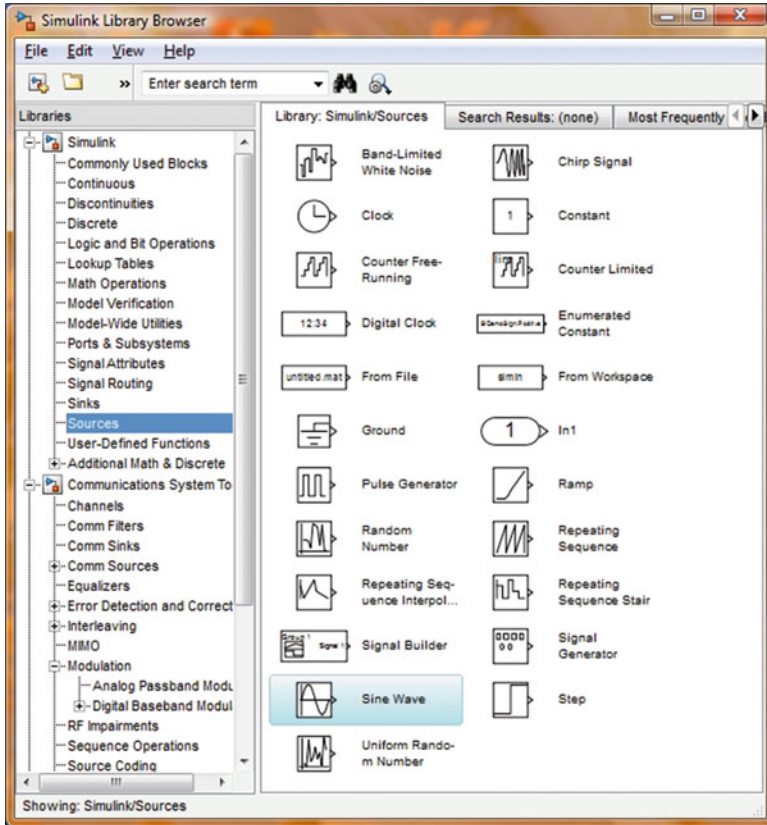 Simulink Library Browser
File Edit View Help
» Enter search term
Libraries
Simulink
Commonly Used Blocks
Continuous
Discontinuities
Discrete
Logic and Bit Operations
Lookup Tables
Math Operations
Model Verification
Model-Wide Utilities
Ports & Subsystems
Signal Attributes
Signal Routing
Sinks
Sources
User-Defined Functions
Additional Math & Discrete
Communications System To
Channels
Comm Filters
Comm Sinks
Comm Sources
Equalizers
Error Detection and Correct
Interleaving
MIMO
Modulation
Analog Passband Modu
Digital Baseband Modul
RF Impairments
Sequence Operations
Source Coding
Library: Simulink/Sources Search Results: (none) Most Frequently
Band-Limited
White Noise
Chirp Signal
Clock
1 Constant
Counter Free-
Running
lim Counter Limited
12:34 Digital Clock
Enumerated
Constant
untitled.mat From File
simin From Workspace
Ground
1 In1
Pulse Generator
Ramp
Random
Number
Repeating
Sequence
Repeating Seq-
uence Interpol...
Repeating
Sequence Stair
Group 1
Signal 1 Signal Builder
Signal
Generator
Sine Wave
Step
Uniform Rando-
m Number
Showing: Simulink/Sources